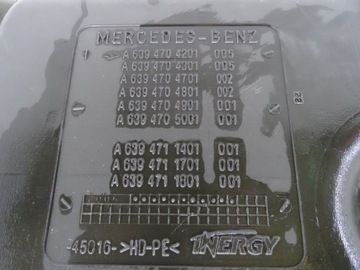 MERCEDES-BENZ
A 639 470 4201 005
A 639 470 4301 005
A 639 470 4701 002
A 639 470 4801 002
A 639 470 4901 001
A 639 470 5001 001
A 639 471 1401 001
A 639 471 1701 001
A 639 471 1801 001
45016- >HD-PE< INERGY